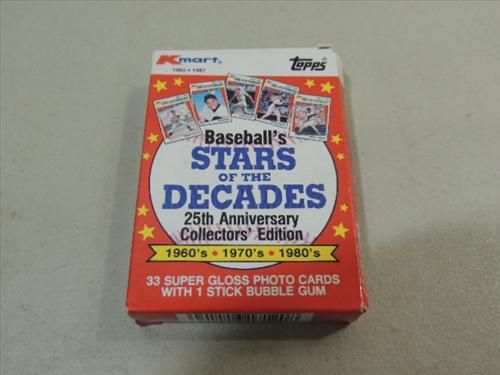 Kmart®
topps
1962 • 1987
Baseball's
STARS
OF THE
DECADES
25th Anniversary
Collectors' Edition
1960's • 1970's • 1980's
33 SUPER GLOSS PHOTO CARDS
WITH 1 STICK BUBBLE GUM